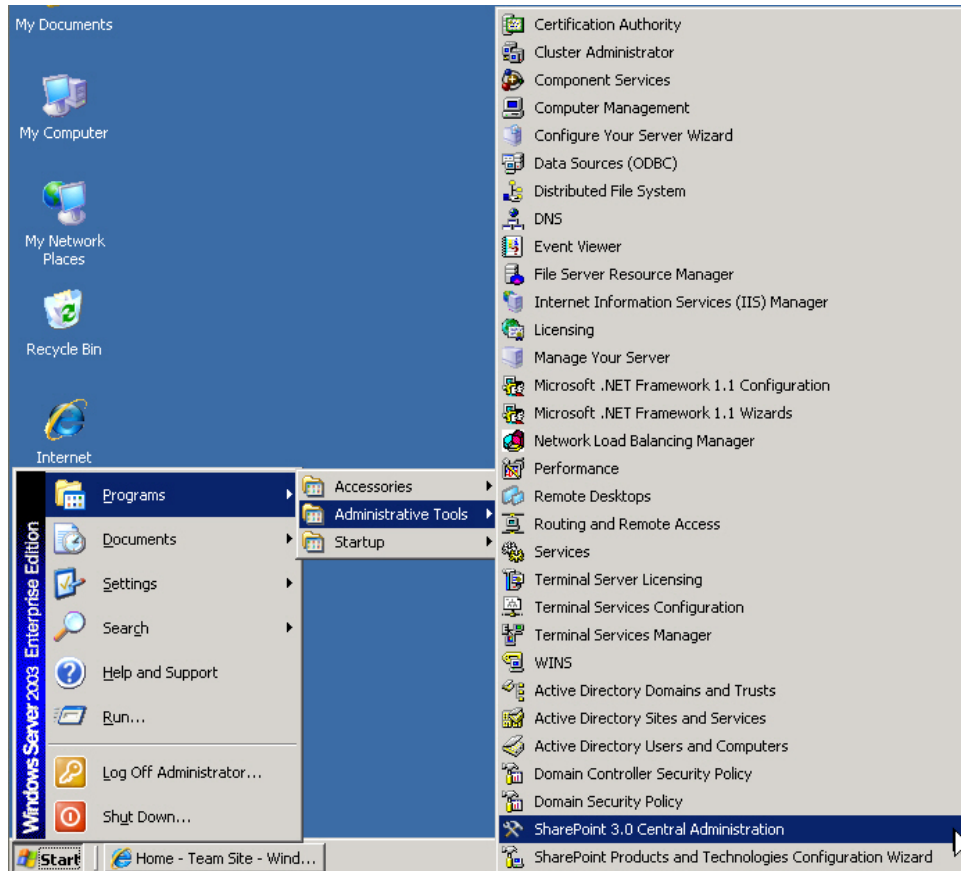 My Documents
My Computer
My Network
Places
Recycle Bin
Internet
Windows Server 2003 Enterprise Edition
Programs
Documents
Settings
Search
Help and Support
Run...
Log Off Administrator...
Shut Down...
Accessories
Administrative Tools
Startup
Certification Authority
Cluster Administrator
Component Services
Computer Management
Configure Your Server Wizard
Data Sources (ODBC)
Distributed File System
DNS
Event Viewer
File Server Resource Manager
Internet Information Services (IIS) Manager
Licensing
Manage Your Server
Microsoft .NET Framework 1.1 Configuration
Microsoft .NET Framework 1.1 Wizards
Network Load Balancing Manager
Performance
Remote Desktops
Routing and Remote Access
Services
Terminal Server Licensing
Terminal Services Configuration
Terminal Services Manager
WINS
Active Directory Domains and Trusts
Active Directory Sites and Services
Active Directory Users and Computers
Domain Controller Security Policy
Domain Security Policy
SharePoint 3.0 Central Administration
SharePoint Products and Technologies Configuration Wizard
Start
Home - Team Site - Wind...